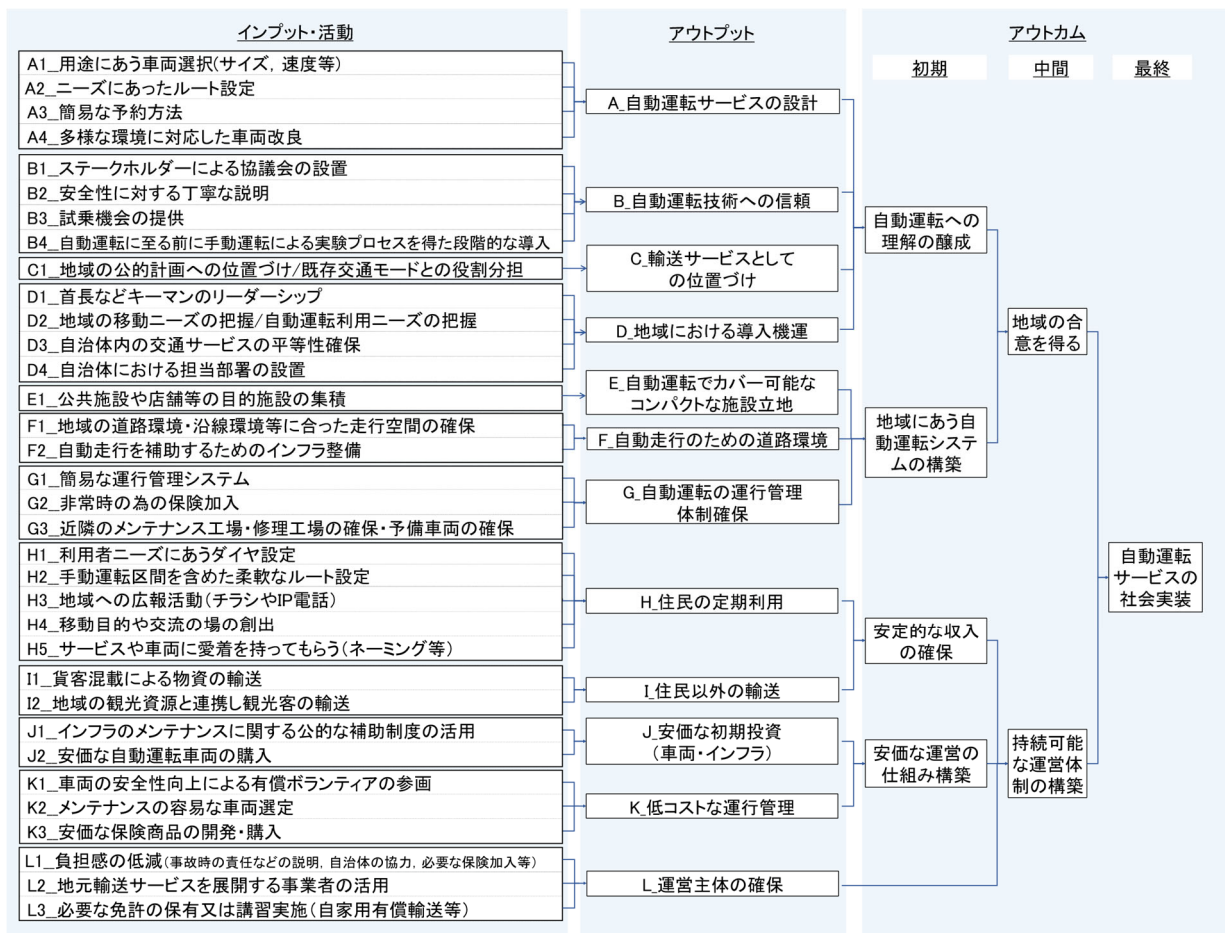 インプット・活動
A1__用途にあう車両選択(サイズ, 速度等)
A2__ニーズにあったルート設定
A3__簡易な予約方法
A4__多様な環境に対応した車両改良
B1__ステークホルダーによる協議会の設置
B2__安全性に対する丁寧な説明
B3__試乗機会の提供
B4__自動運転に至る前に手動運転による実験プロセスを得た段階的な導入
C1__地域の公的計画への位置づけ/既存交通モードとの役割分担
D1__首長などキーマンのリーダーシップ
D2__地域の移動ニーズの把握/自動運転利用ニーズの把握
D3__自治体内の交通サービスの平等性確保
D4__自治体における担当部署の設置
E1__公共施設や店舗等の目的施設の集積
F1__地域の道路環境・沿線環境等に合った走行空間の確保
F2__自動走行を補助するためのインフラ整備
G1__簡易な運行管理システム
G2__非常時の為の保険加入
G3__近隣のメンテナンス工場・修理工場の確保・予備車両の確保
H1__利用者ニーズにあうダイヤ設定
H2__手動運転区間を含めた柔軟なルート設定
H3__地域への広報活動(チラシやIP電話)
H4__移動目的や交流の場の創出
H5__サービスや車両に愛着を持ってもらう(ネーミング等)
I1__貨客混載による物資の輸送
I2__地域の観光資源と連携し観光客の輸送
J1__インフラのメンテナンスに関する公的な補助制度の活用
J2__安価な自動運転車両の購入
K1__車両の安全性向上による有償ボランティアの参画
K2__メンテナンスの容易な車両選定
K3__安価な保険商品の開発・購入
L1__負担感の低減(事故時の責任などの説明, 自治体の協力, 必要な保険加入等)
L2__地元輸送サービスを展開する事業者の活用
L3__必要な免許の保有又は講習実施(自家用有償輸送等)
アウトプット
A_自動運転サービスの設計
B_自動運転技術への信頼
C_輸送サービスとして
の位置づけ
D_地域における導入機運
E_自動運転でカバー可能な
コンパクトな施設立地
F_自動走行のための道路環境
G_自動運転の運行管理
体制確保
H_住民の定期利用
I_住民以外の輸送
J_安価な初期投資
(車両・インフラ)
K_低コストな運行管理
L_運営主体の確保
アウトカム
初期
自動運転への
理解の醸成
地域にあう自
動運転システ
ムの構築
安定的な収入
の確保
安価な運営の
仕組み構築
中間
地域の合
意を得る
持続可能
な運営体
制の構築
最終
自動運転
サービスの
社会実装